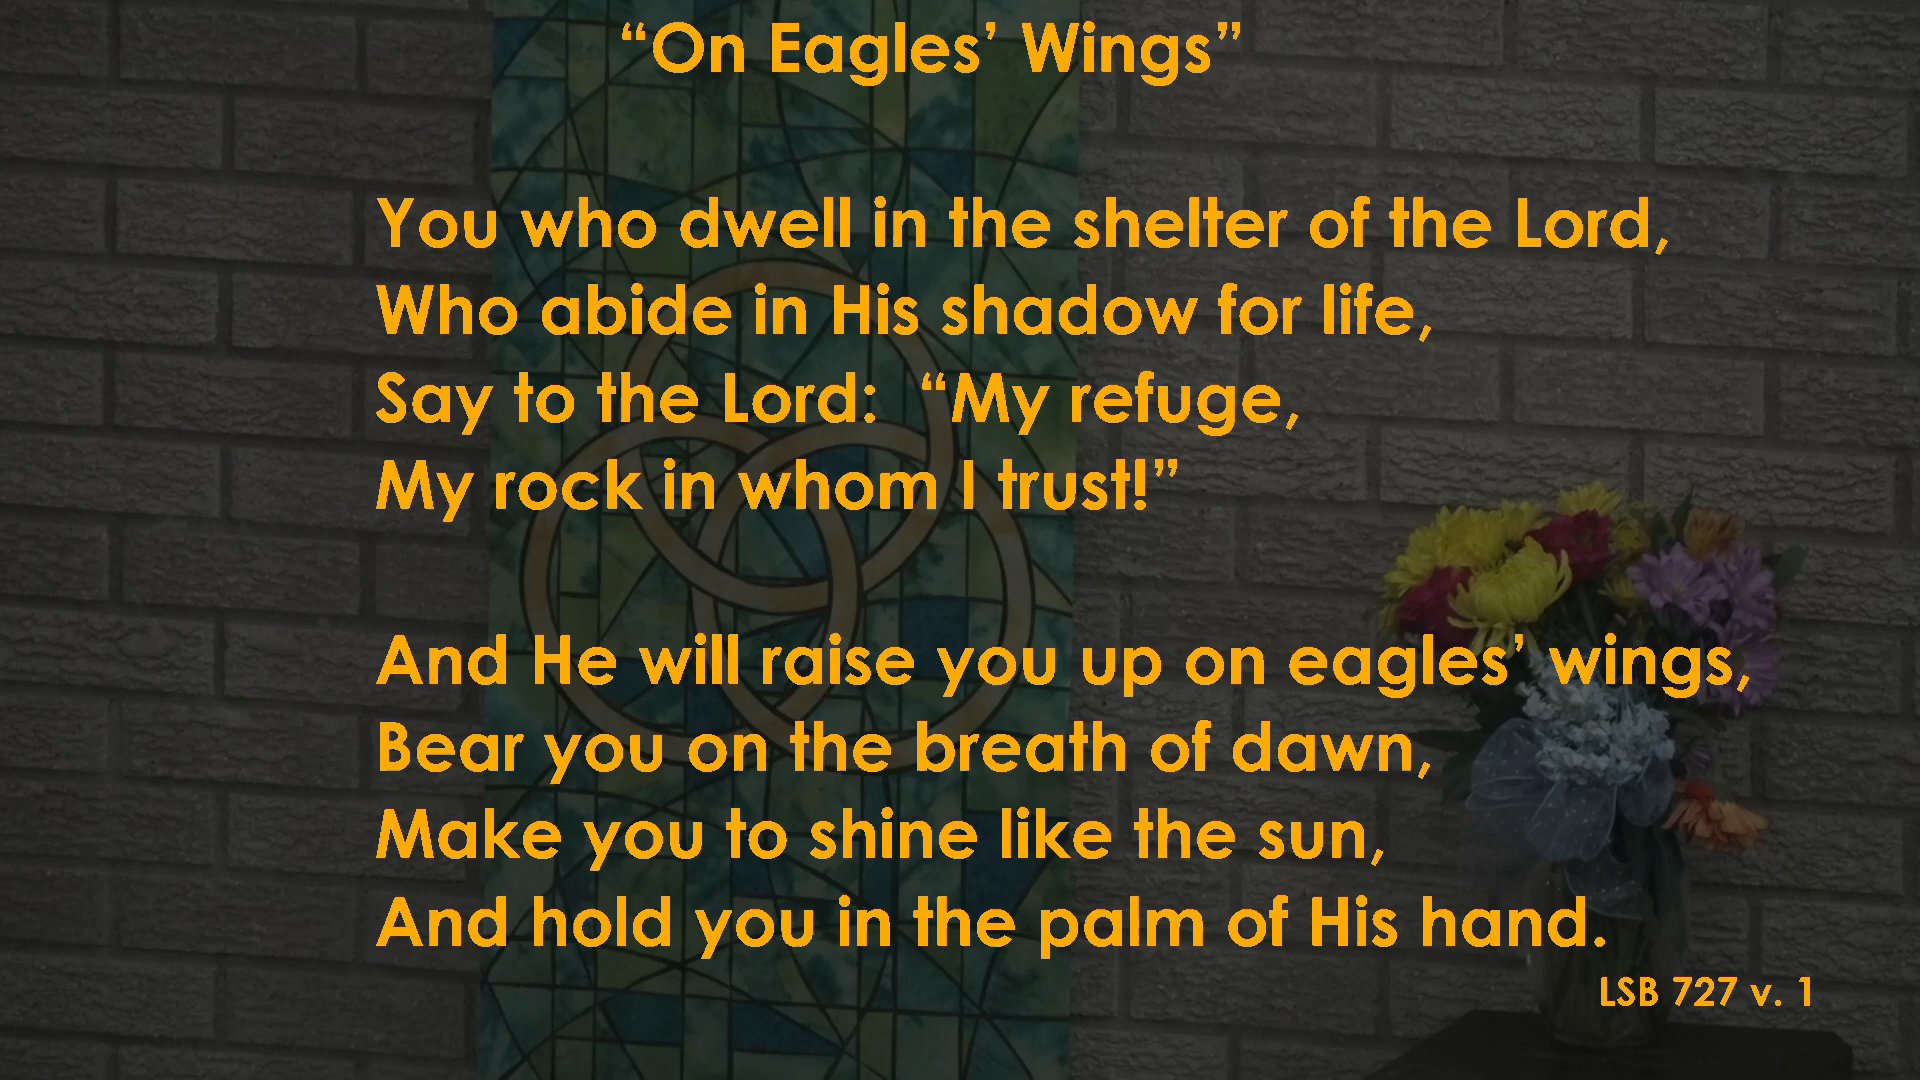 “On Eagles’ Wings”
You who dwell in the shelter of the Lord,
Who abide in His shadow for life,
Say to the Lord:  “My refuge,
My rock in whom I trust!”
And He will raise you up on eagles’ wings,
Bear you on the breath of dawn,
Make you to shine like the sun,
And hold you in the palm of His hand.
LSB 727 v. 1